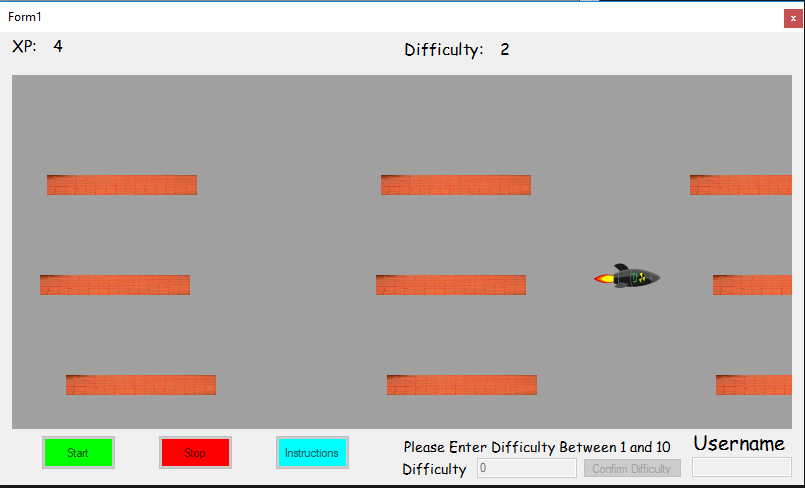 Form1
x
XP: 4
Difficulty: 2
Start
Stop
Instructions
Please Enter Difficulty Between 1 and 10
Difficulty
0
Confirm Difficulty
Username